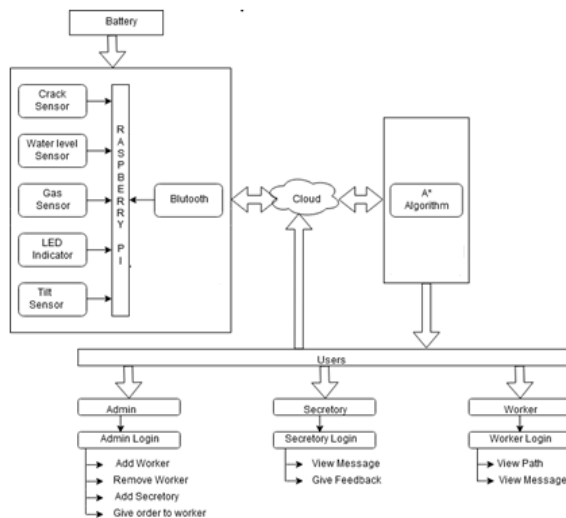 Battery
Crack
Sensor
Water level
Sensor
Gas
Sensor
LED
Indicator
Tilt
Sensor
RASPBERRY PI
Blutooth
Cloud
A*
Algorithm
Users
Admin
Secretory
Worker
Admin Login
Secretory Login
Worker Login
Add Worker
Remove Worker
Add Secretory
Give order to worker
View Message
Give Feedback
View Path
View Message